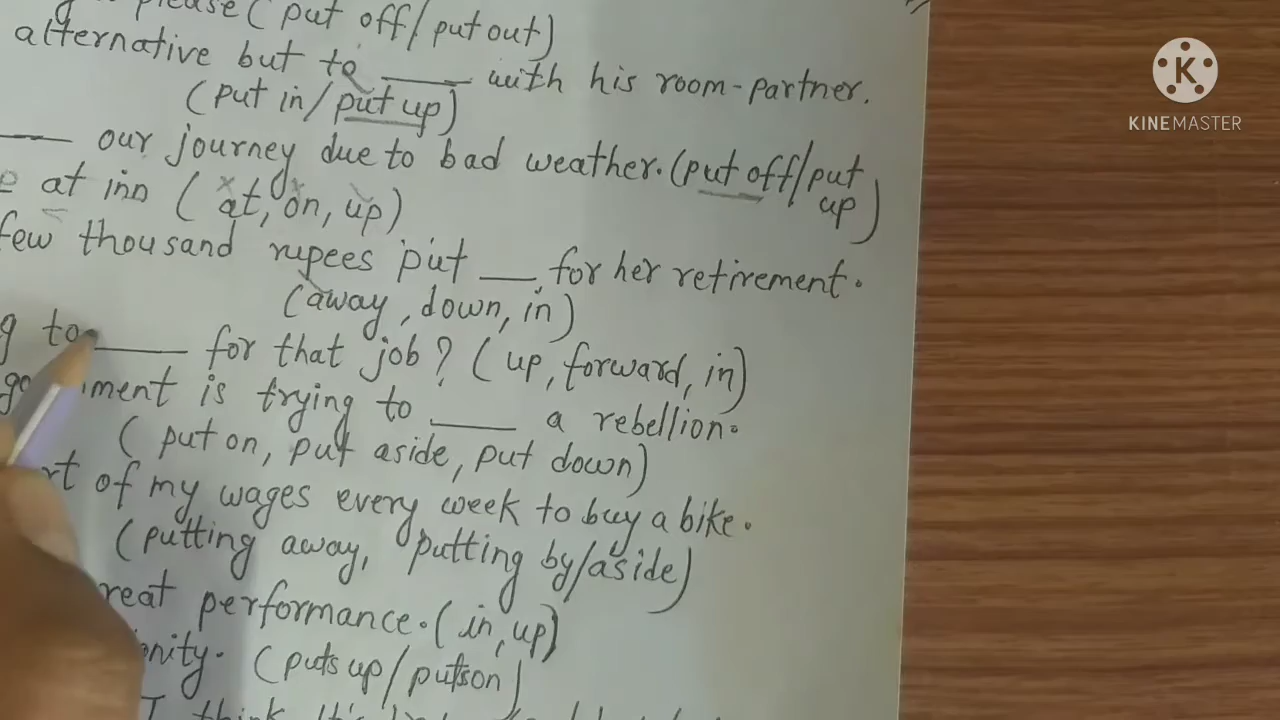 please (put off/put out)
alternative but to ____ with his room-partner.
(put in/put up)
____ our journey due to bad weather. (put off/put
up)
at inn (at, on, up)
few thousand rupees put ___ for her retirement.
(away, down, in)
to ____ for that job? (up, forward, in)
is trying to ____ a rebellion.
(put on, put aside, put down)
of my wages every week to buy a bike.
(putting away, putting by/aside)
performance. (in, up)
(puts up/puts on)
I think it's
K
KINEMASTER